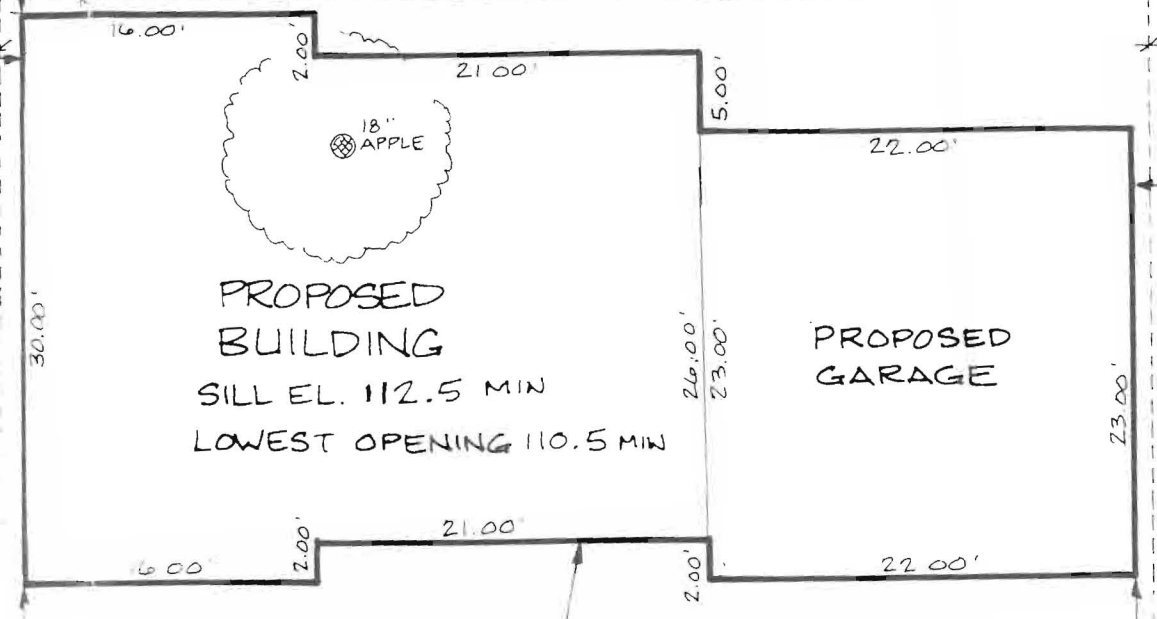 16.00'
2.00'
21.00'
5.00'
18"
APPLE
22.00'
PROPOSED
BUILDING
SILL EL. 112.5 MIN
LOWEST OPENING 110.5 MIN
30.00'
26.00'
23.00'
PROPOSED
GARAGE
23.00'
6.00
2.00'
21.00
2.00'
22.00'